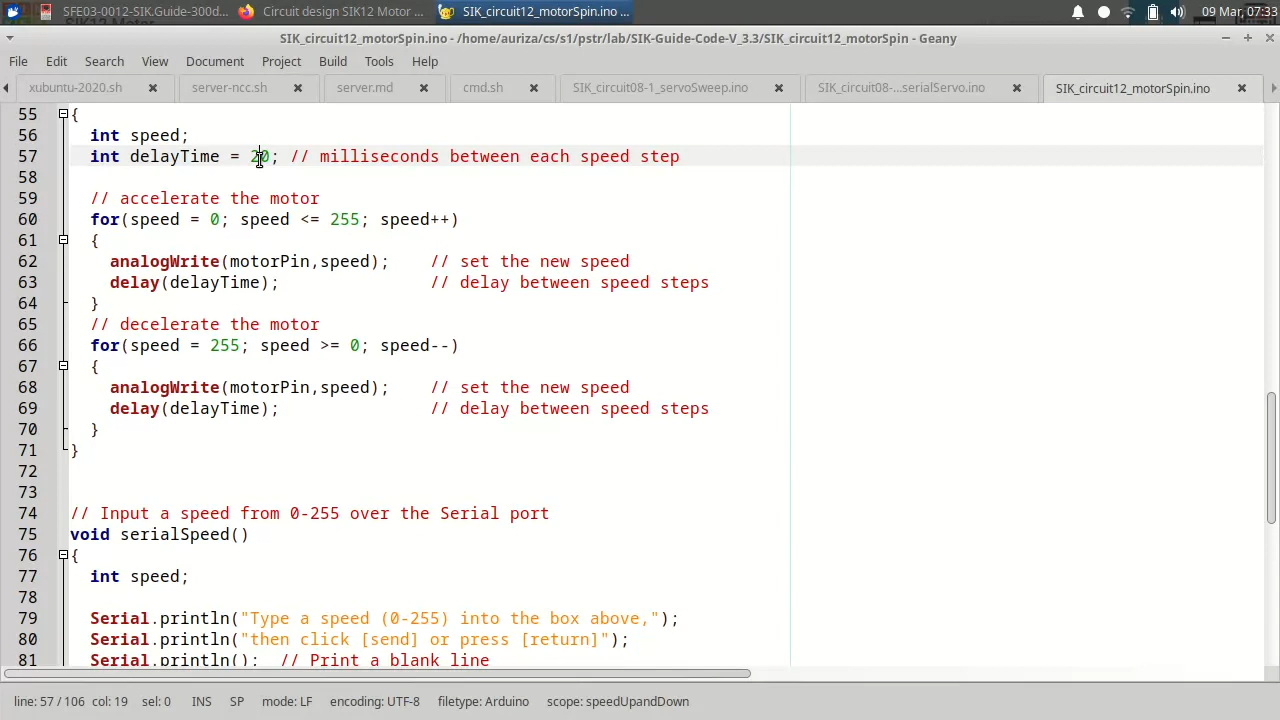 SFE03-0012-SIK.Guide-300d... Circuit design SIK12 Motor ... SIK_circuit12_motorSpin.ino ... 09 Mar, 07:33
SIK_circuit12_motorSpin.ino - /home/auriza/cs/s1/pstr/lab/SIK-Guide-Code-V_3.3/SIK_circuit12_motorSpin - Geany
File Edit Search View Document Project Build Tools Help
xubuntu-2020.sh server-ncc.sh server.md cmd.sh SIK_circuit08-1_servoSweep.ino SIK_circuit08-...serialServo.ino SIK_circuit12_motorSpin.ino
55 {
56 int speed;
57 int delayTime = 20; // milliseconds between each speed step
58
59 // accelerate the motor
60 for(speed = 0; speed <= 255; speed++)
61 {
62 analogWrite(motorPin,speed); // set the new speed
63 delay(delayTime); // delay between speed steps
64 }
65 // decelerate the motor
66 for(speed = 255; speed >= 0; speed--)
67 {
68 analogWrite(motorPin,speed); // set the new speed
69 delay(delayTime); // delay between speed steps
70 }
71 }
72
73
74 // Input a speed from 0-255 over the Serial port
75 void serialSpeed()
76 {
77 int speed;
78
79 Serial.println("Type a speed (0-255) into the box above,");
80 Serial.println("then click [send] or press [return]");
81 Serial.println(); // Print a blank line
line: 57 / 106 col: 19 sel: 0 INS SP mode: LF encoding: UTF-8 filetype: Arduino scope: speedUpandDown